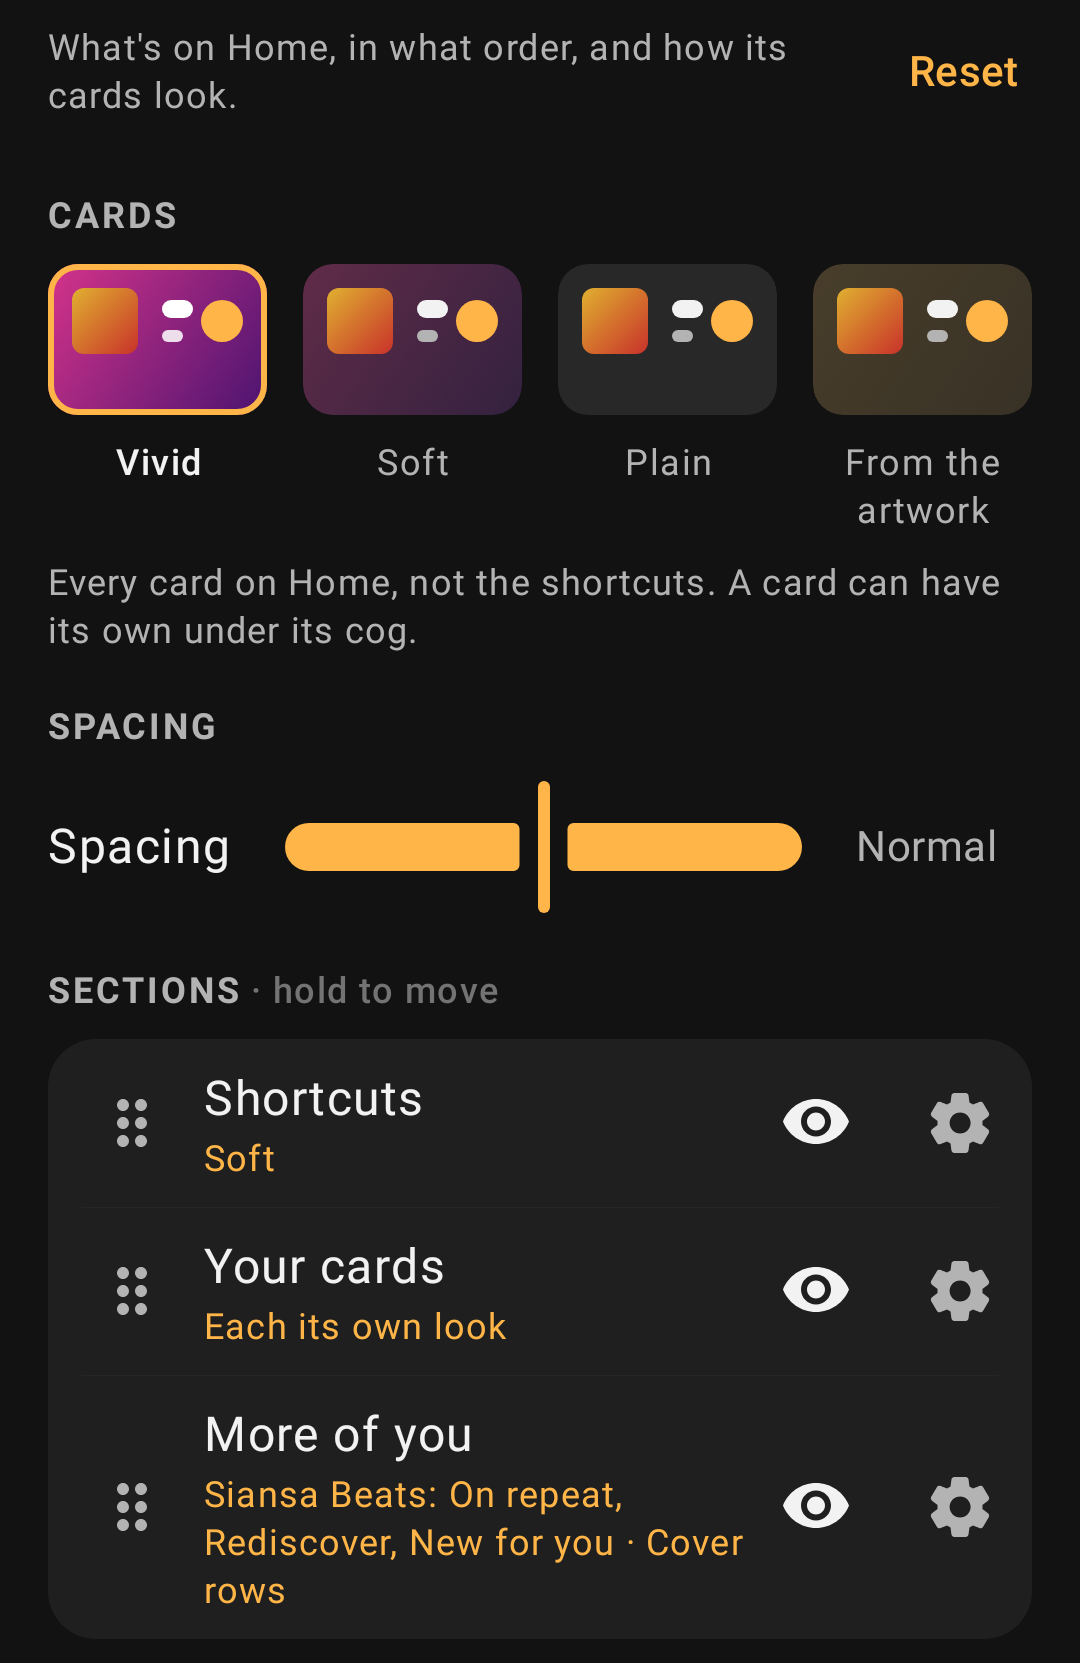 What's on Home, in what order, and how its
cards look.
Reset
CARDS
Vivid
Soft
Plain
From the
artwork
Every card on Home, not the shortcuts. A card can have
its own under its cog.
SPACING
Spacing
Normal
SECTIONS · hold to move
Shortcuts
Soft
Your cards
Each its own look
More of you
Siansa Beats: On repeat,
Rediscover, New for you · Cover
rows